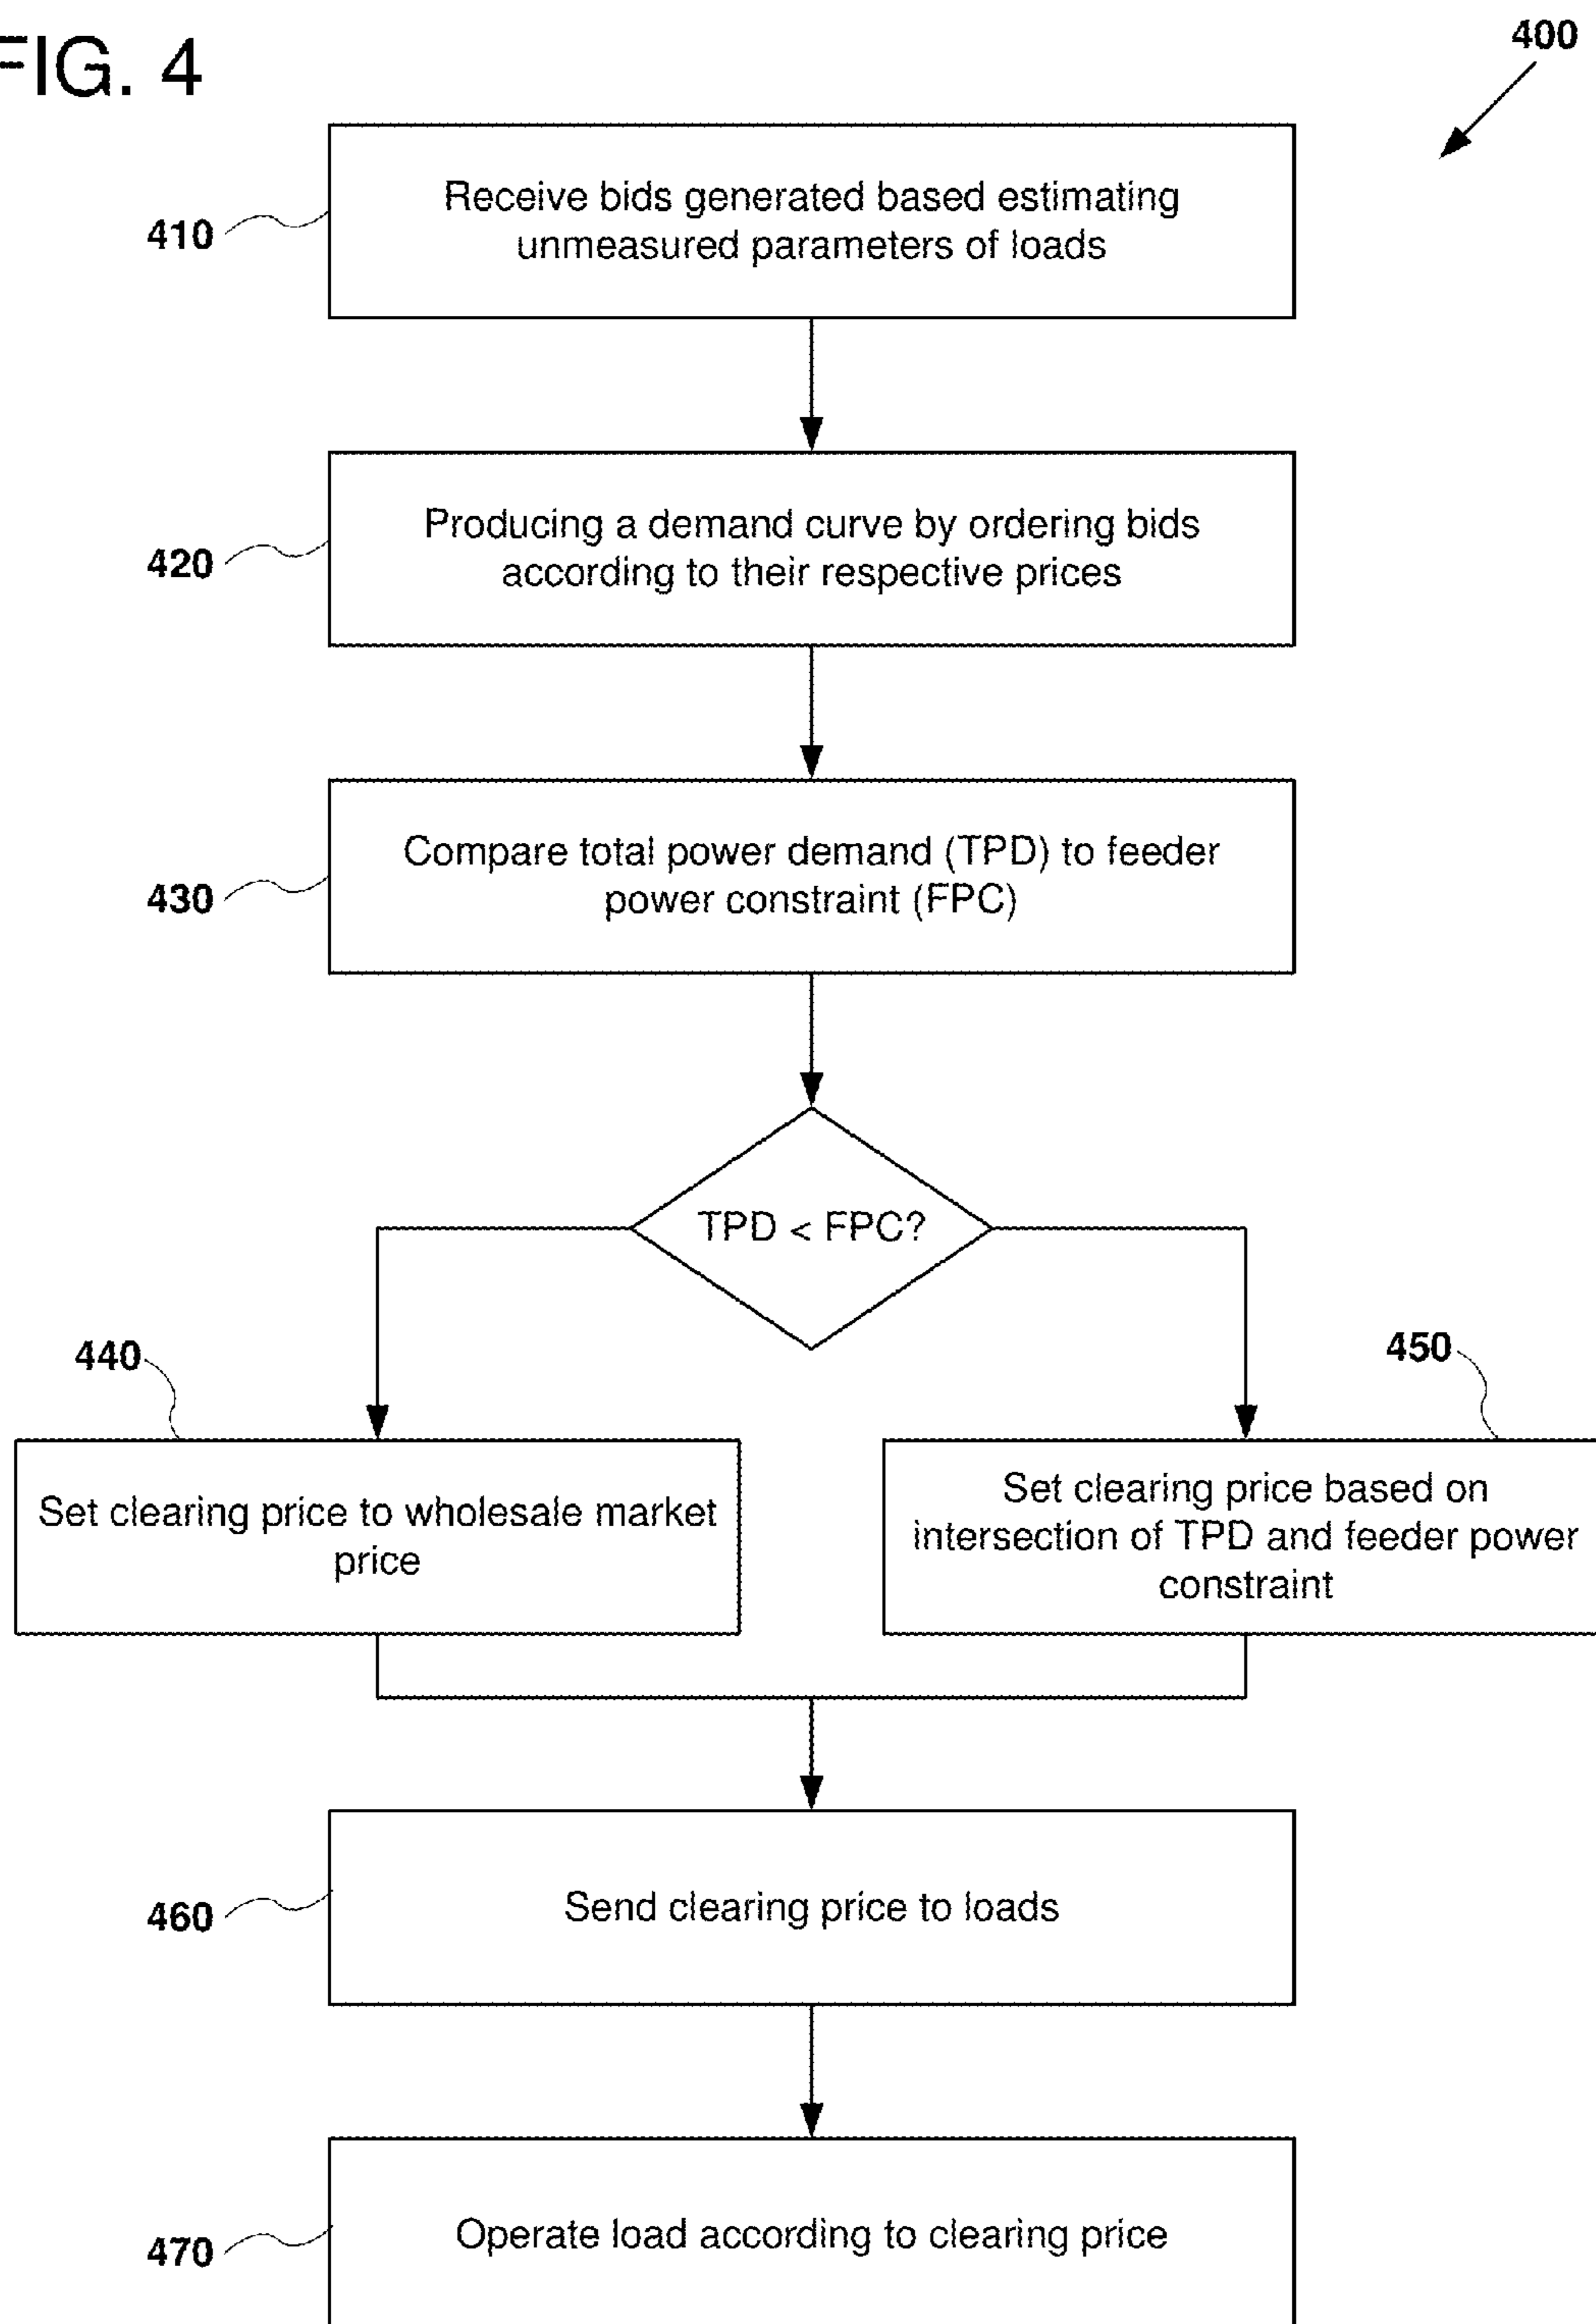 FIG. 4
400
410
Receive bids generated based estimating
unmeasured parameters of loads
420
Producing a demand curve by ordering bids
according to their respective prices
430
Compare total power demand (TPD) to feeder
power constraint (FPC)
TPD < FPC?
440
Set clearing price to wholesale market
price
450
Set clearing price based on
intersection of TPD and feeder power
constraint
460
Send clearing price to loads
470
Operate load according to clearing price